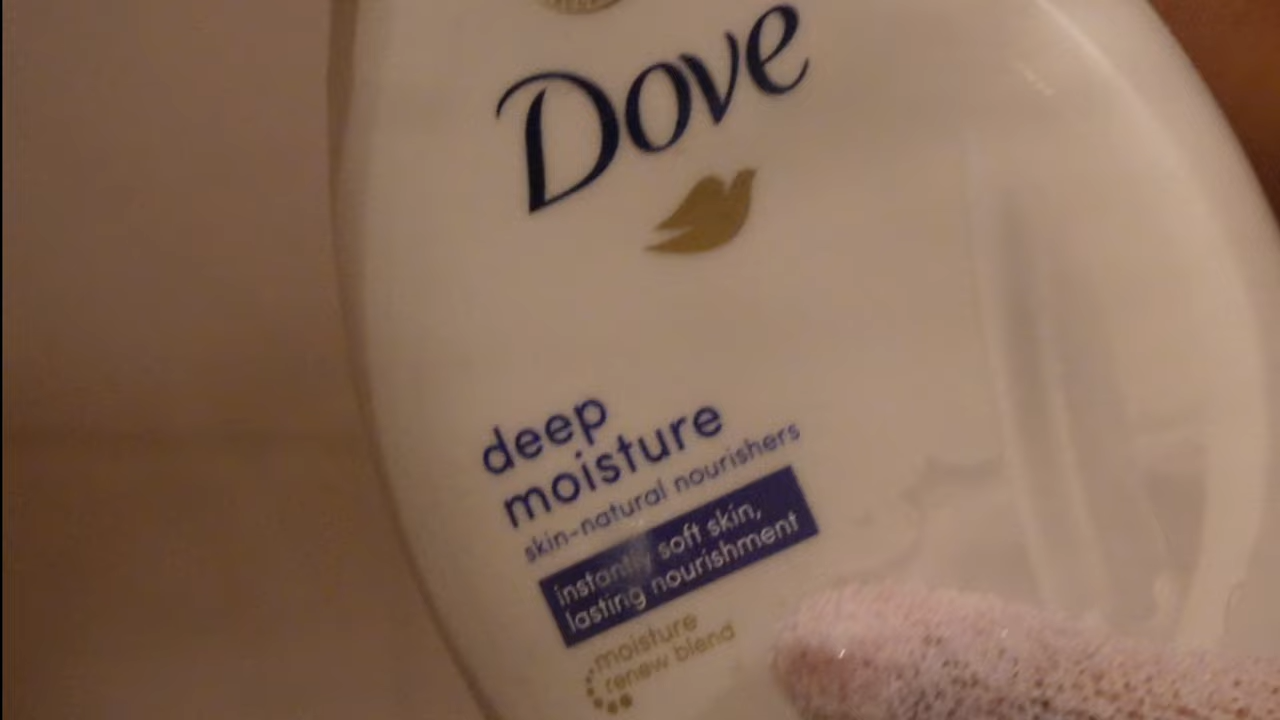 Dove
deep
moisture
skin-natural nourishers
instantly soft skin,
lasting nourishment
moisture
renew blend